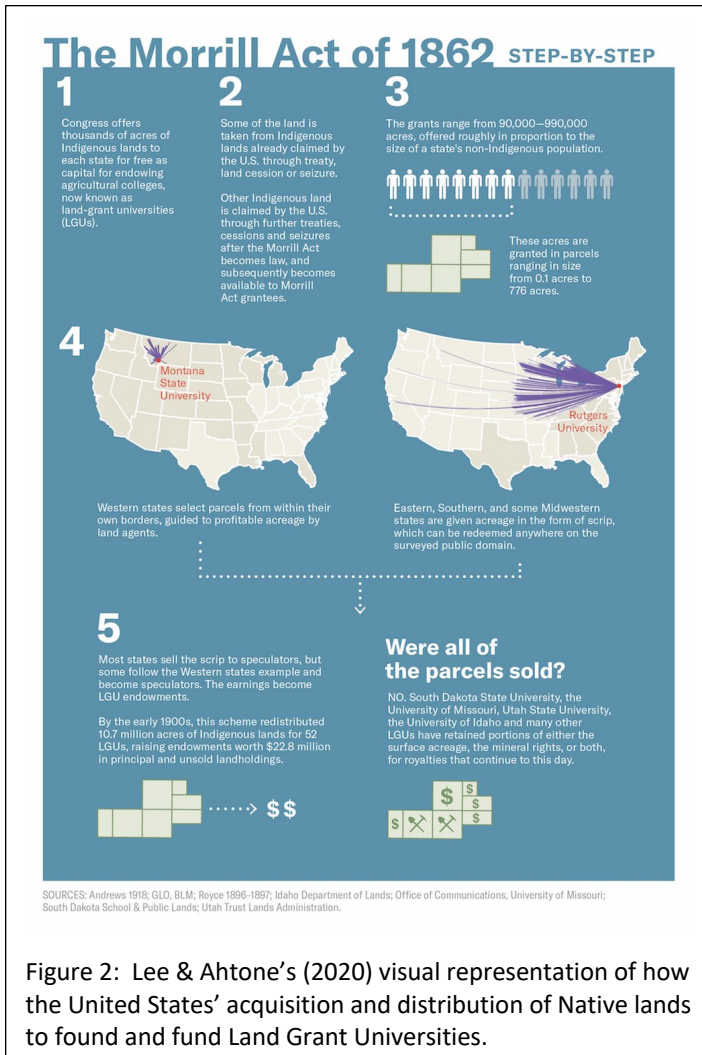 The Morrill Act of 1862 STEP-BY-STEP
1
Congress offers
thousands of acres of
Indigenous lands to
each state for free as
capital for endowing
agricultural colleges,
now known as
land-grant universities
(LGUs).
2
Some of the land is
taken from Indigenous
lands already claimed by
the U.S. through treaty,
land cession or seizure.
Other Indigenous land
is claimed by the U.S.
through further treaties,
cessions and seizures
after the Morrill Act
becomes law, and
subsequently becomes
available to Morrill
Act grantees.
3
The grants range from 90,000—990,000
acres, offered roughly in proportion to the
size of a state's non-Indigenous population.
These acres are
granted in parcels
ranging in size
from 0.1 acres to
776 acres.
4
Montana
State
University
Western states select parcels from within their
own borders, guided to profitable acreage by
land agents.
Rutgers
University
Eastern, Southern, and some Midwestern
states are given acreage in the form of scrip,
which can be redeemed anywhere on the
surveyed public domain.
5
Most states sell the scrip to speculators, but
some follow the Western states example and
become speculators. The earnings become
LGU endowments.
By the early 1900s, this scheme redistributed
10.7 million acres of Indigenous lands for 52
LGUs, raising endowments worth $22.8 million
in principal and unsold landholdings.
$$
Were all of
the parcels sold?
NO. South Dakota State University, the
University of Missouri, Utah State University,
the University of Idaho and many other
LGUs have retained portions of either the
surface acreage, the mineral rights, or both,
for royalties that continue to this day.
$ $
$
$ $
SOURCES: Andrews 1918; GLO, BLM; Royce 1896–1897; Idaho Department of Lands; Office of Communications, University of Missouri;
South Dakota School & Public Lands; Utah Trust Lands Administration.
Figure 2: Lee & Ahtone's (2020) visual representation of how
the United States' acquisition and distribution of Native lands
to found and fund Land Grant Universities.